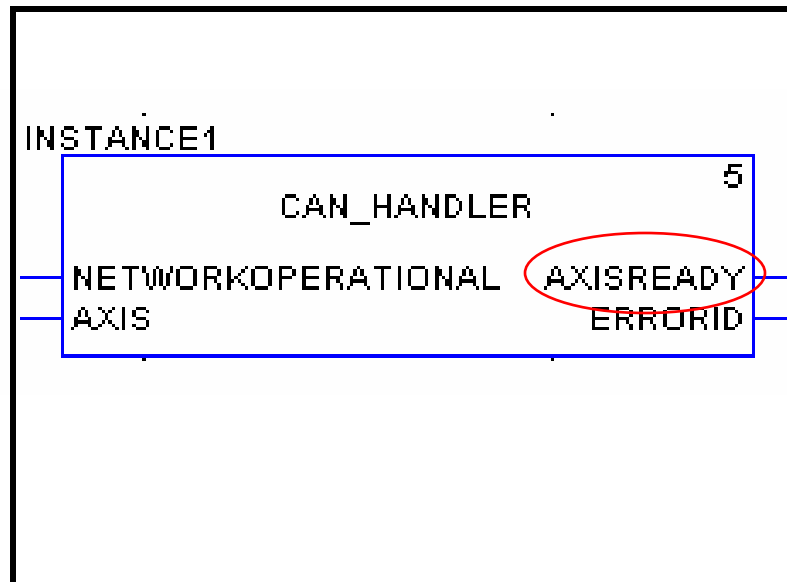 INSTANCE1
5
CAN_HANDLER
NETWORKOPERATIONAL AXISREADY
AXIS ERRORID